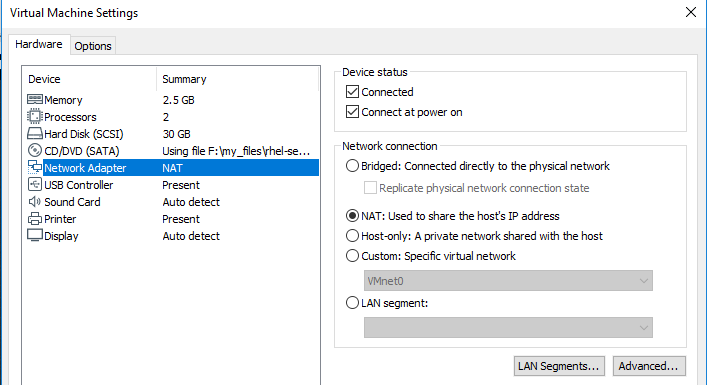 Virtual Machine Settings
Hardware Options
Device Summary
Memory 2.5 GB
Processors 2
Hard Disk (SCSI) 30 GB
CD/DVD (SATA) Using file F:\my_files\rhel-se...
Network Adapter NAT
USB Controller Present
Sound Card Auto detect
Printer Present
Display Auto detect
Device status
Connected
Connect at power on
Network connection
Bridged: Connected directly to the physical network
Replicate physical network connection state
NAT: Used to share the host's IP address
Host-only: A private network shared with the host
Custom: Specific virtual network
VMnet0
LAN segment:
LAN Segments... Advanced...